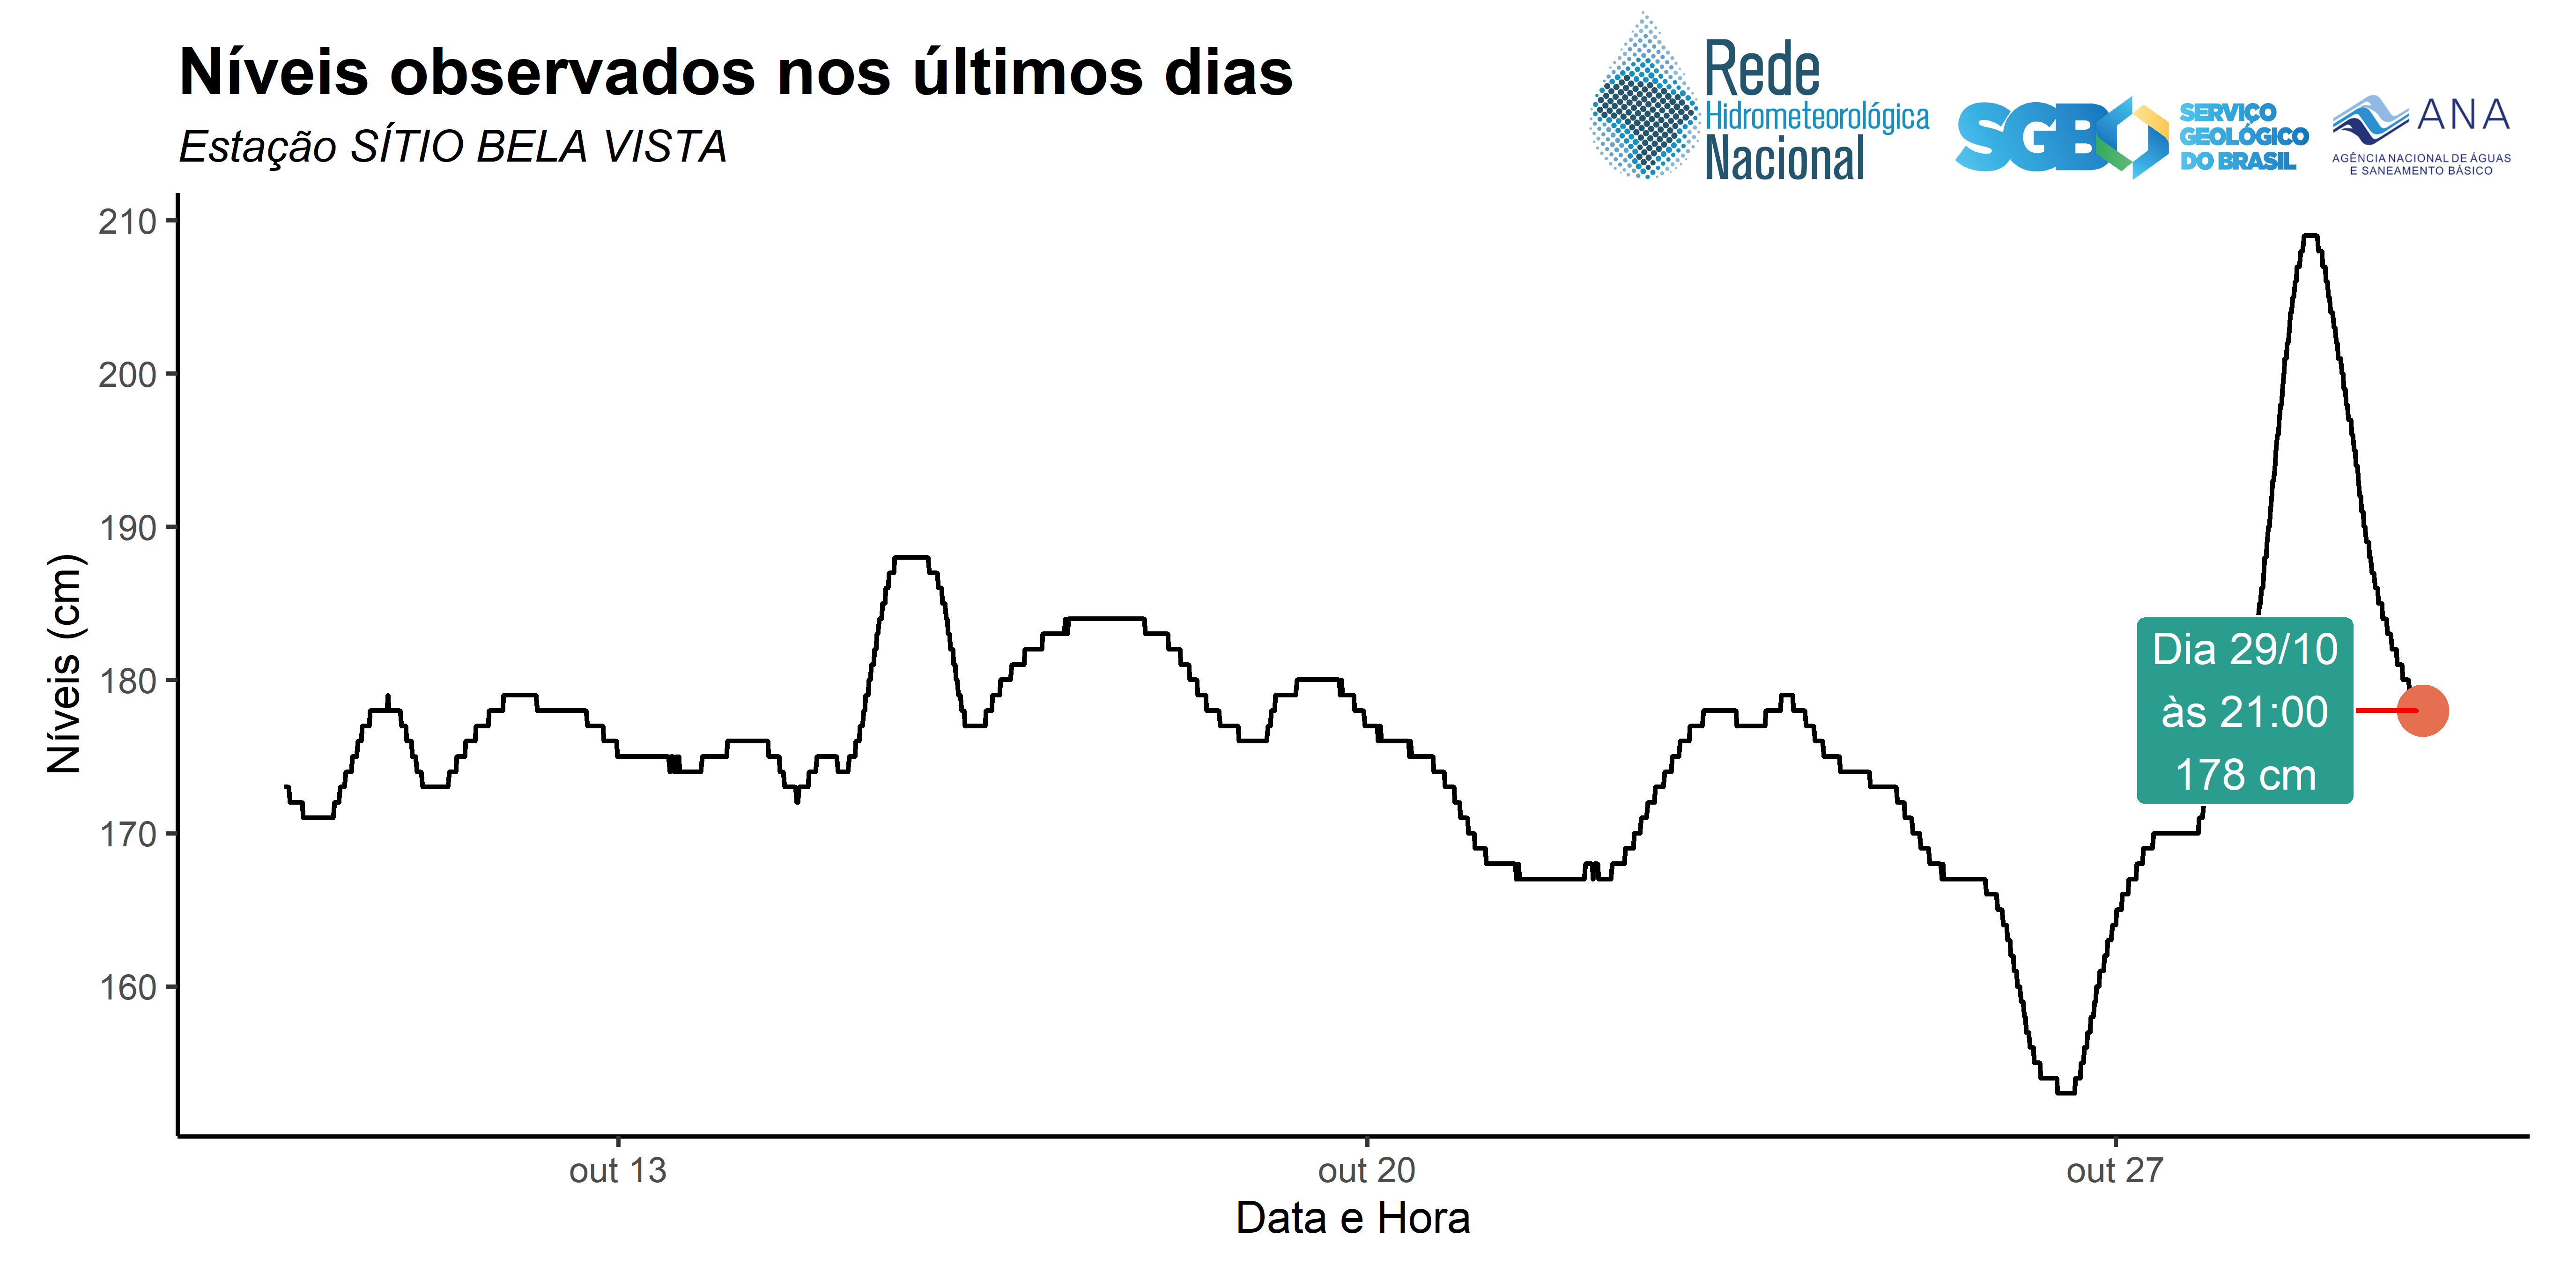 Níveis observados nos últimos dias
Estação SÍTIO BELA VISTA
Rede
Hidrometeorológica
Nacional
SGB
SERVIÇO
GEOLÓGICO
DO BRASIL
ANA
AGÊNCIA NACIONAL DE ÁGUAS
E SANEAMENTO BÁSICO
210
200
190
180
170
160
Níveis (cm)
Dia 29/10
às 21:00
178 cm
out 13
out 20
out 27
Data e Hora